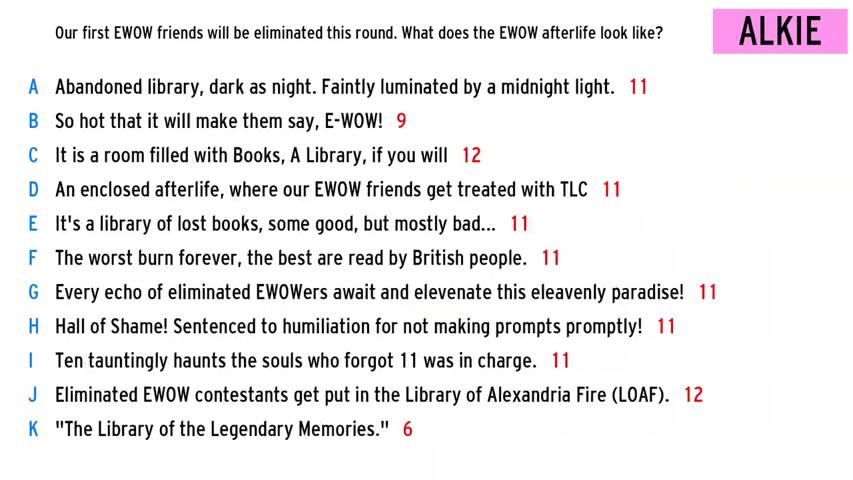 Our first EWOW friends will be eliminated this round. What does the EWOW afterlife look like?
ALKIE
A Abandoned library, dark as night. Faintly luminated by a midnight light. 11
B So hot that it will make them say, E-WOW! 9
C It is a room filled with Books, A Library, if you will 12
D An enclosed afterlife, where our EWOW friends get treated with TLC 11
E It's a library of lost books, some good, but mostly bad... 11
F The worst burn forever, the best are read by British people. 11
G Every echo of eliminated EWOWers await and elevenate this eleavenly paradise! 11
H Hall of Shame! Sentenced to humiliation for not making prompts promptly! 11
I Ten tauntingly haunts the souls who forgot 11 was in charge. 11
J Eliminated EWOW contestants get put in the Library of Alexandria Fire (LOAF). 12
K "The Library of the Legendary Memories." 6